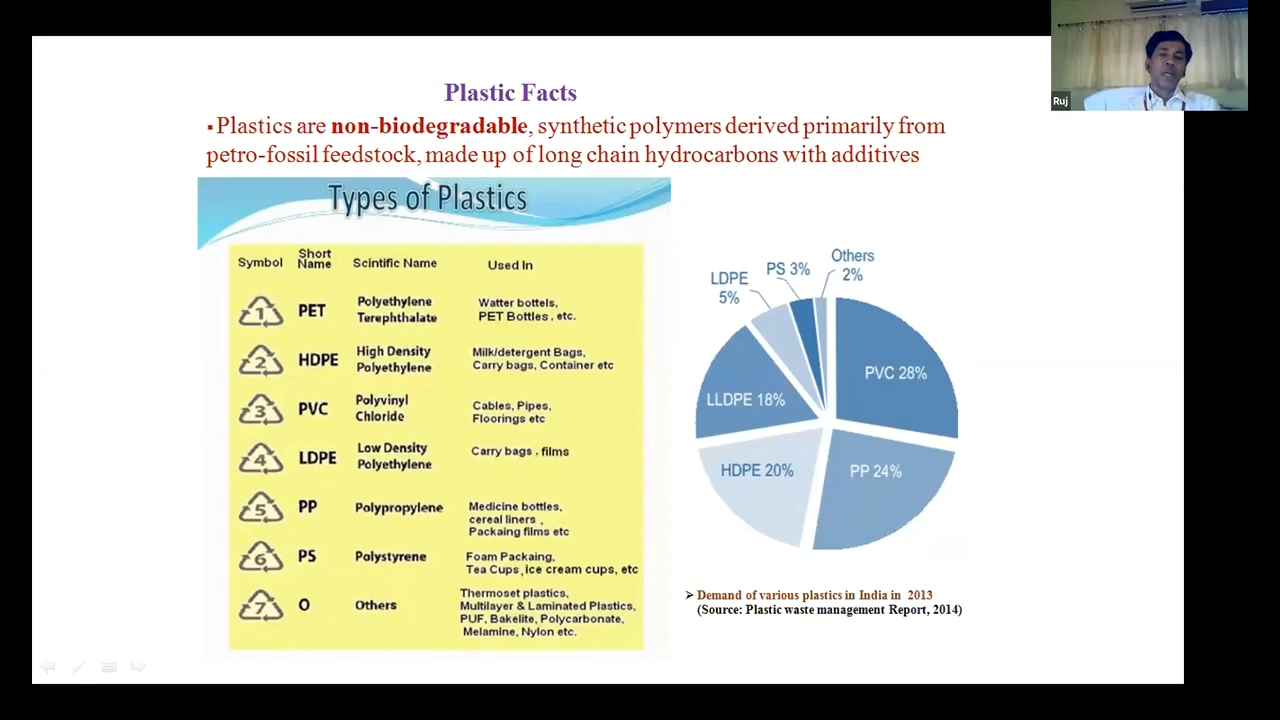 Ruj
Plastic Facts
▪Plastics are non-biodegradable, synthetic polymers derived primarily from
petro-fossil feedstock, made up of long chain hydrocarbons with additives
Types of Plastics
Symbol Short Name Scintific Name Used In
1 PET Polyethylene Terephthalate Watter bottels, PET Bottles , etc.
2 HDPE High Density Polyethylene Milk/detergent Bags, Carry bags, Container etc
3 PVC Polyvinyl Chloride Cables, Pipes, Floorings etc
4 LDPE Low Density Polyethylene Carry bags , films
5 PP Polypropylene Medicine bottles, cereal liners , Packaing films etc
6 PS Polystyrene Foam Packaing, Tea Cups, ice cream cups, etc
7 O Others Thermoset plastics, Multilayer & Laminated Plastics, PUF, Bakelite, Polycarbonate, Melamine, Nylon etc.
LDPE
5%
PS 3%
Others
2%
PVC 28%
LLDPE 18%
HDPE 20%
PP 24%
➢ Demand of various plastics in India in 2013
(Source: Plastic waste management Report, 2014)